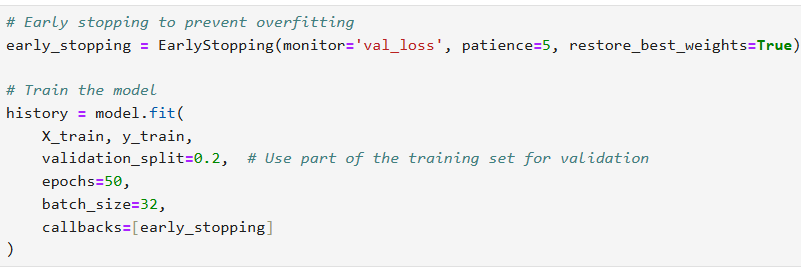 # Early stopping to prevent overfitting
early_stopping = EarlyStopping(monitor='val_loss', patience=5, restore_best_weights=True)
# Train the model
history = model.fit(
    X_train, y_train,
    validation_split=0.2,  # Use part of the training set for validation
    epochs=50,
    batch_size=32,
    callbacks=[early_stopping]
)